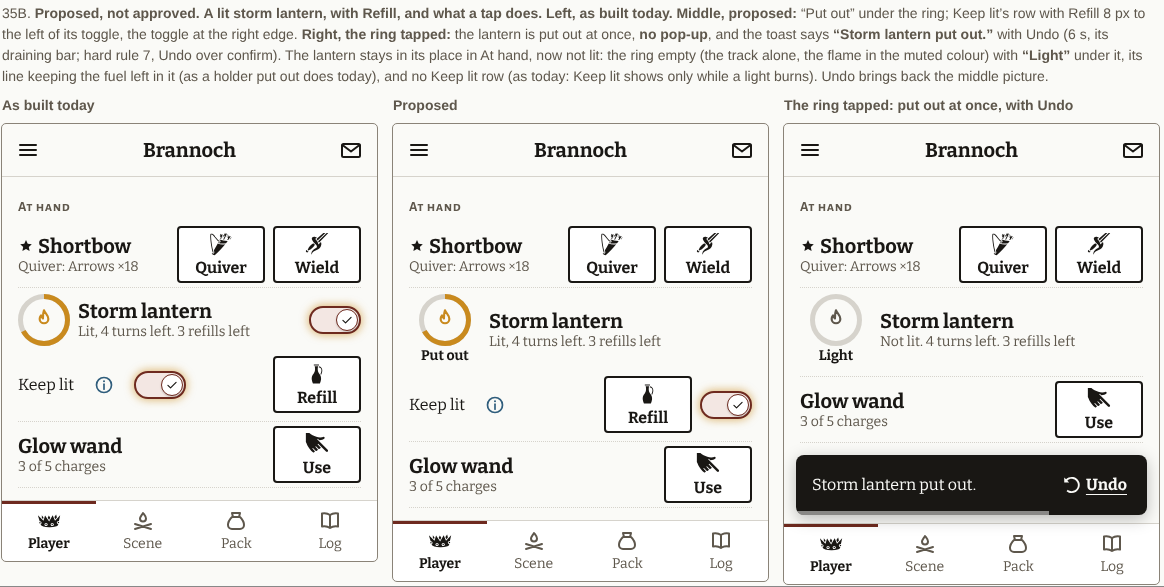 35B. Proposed, not approved. A lit storm lantern, with Refill, and what a tap does. Left, as built today. Middle, proposed: “Put out” under the ring; Keep lit’s row with Refill 8 px to
the left of its toggle, the toggle at the right edge. Right, the ring tapped: the lantern is put out at once, no pop-up, and the toast says “Storm lantern put out.” with Undo (6 s, its
draining bar; hard rule 7, Undo over confirm). The lantern stays in its place in At hand, now not lit: the ring empty (the track alone, the flame in the muted colour) with “Light” under it, its
line keeping the fuel left in it (as a holder put out does today), and no Keep lit row (as today: Keep lit shows only while a light burns). Undo brings back the middle picture.
As built today
Brannoch
At hand
Shortbow
Quiver: Arrows ×18
Quiver
Wield
Storm lantern
Lit, 4 turns left. 3 refills left
Keep lit
Refill
Glow wand
3 of 5 charges
Use
Player
Scene
Pack
Log
Proposed
Brannoch
At hand
Shortbow
Quiver: Arrows ×18
Quiver
Wield
Put out
Storm lantern
Lit, 4 turns left. 3 refills left
Keep lit
Refill
Glow wand
3 of 5 charges
Use
Player
Scene
Pack
Log
The ring tapped: put out at once, with Undo
Brannoch
At hand
Shortbow
Quiver: Arrows ×18
Quiver
Wield
Light
Storm lantern
Not lit. 4 turns left. 3 refills left
Glow wand
3 of 5 charges
Use
Storm lantern put out.
Undo
Player
Scene
Pack
Log